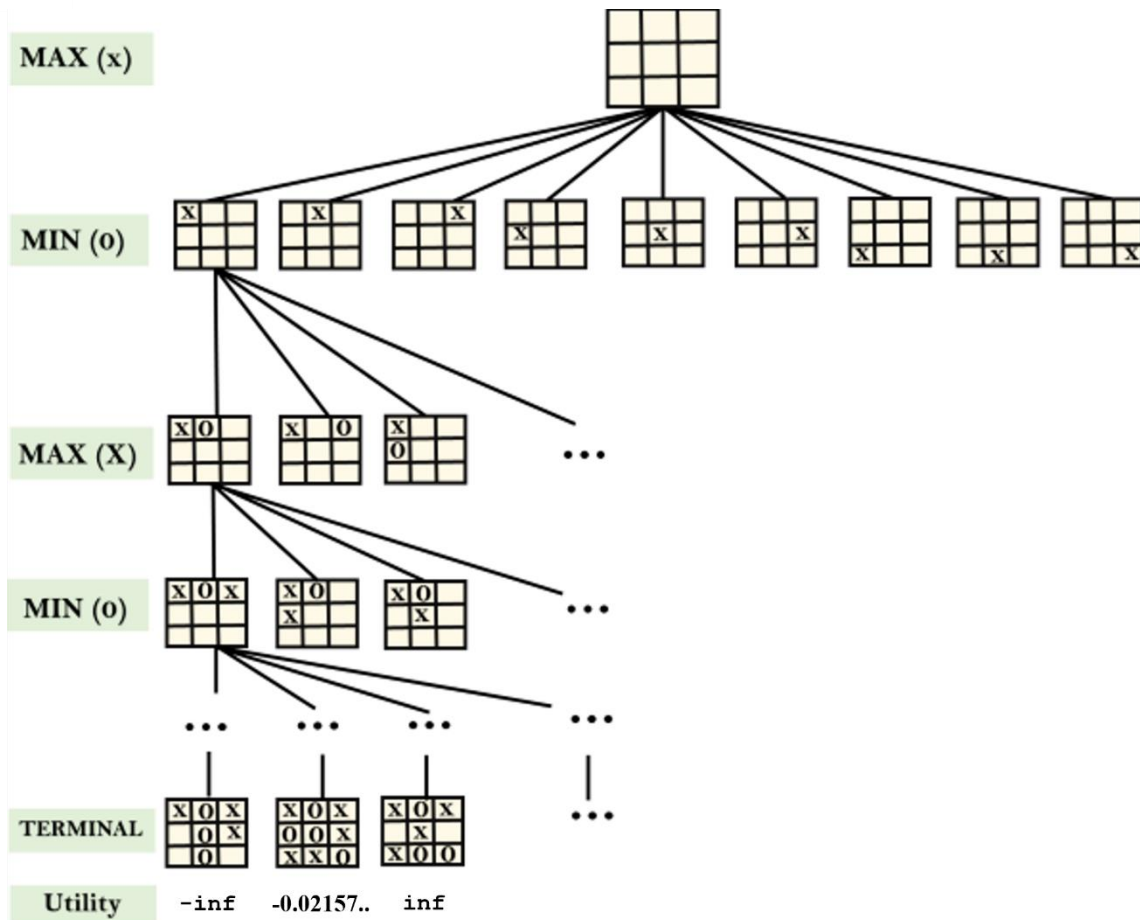 MAX (x)
MIN (o)
x x x x x x x x x
MAX (X)
x o x o x
o
...
MIN (o)
x o x x o x o
x x
...
... ... ... ...
TERMINAL
x o x x o x x o x
o x o o x x
o x x o x o o
...
Utility -inf -0.02157.. inf